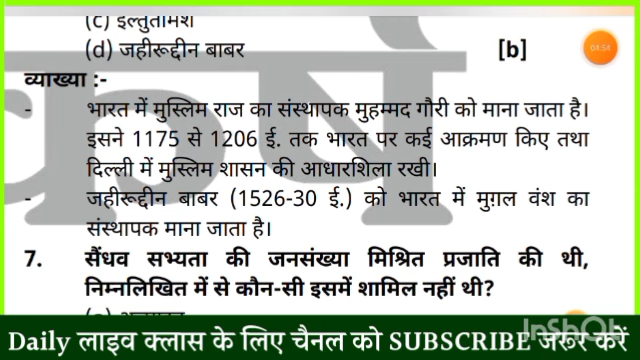 (c) इल्तुतमिश
(d) जहीरूद्दीन बाबर [b]
04:54
व्याख्या :-
- भारत में मुस्लिम राज का संस्थापक मुहम्मद गौरी को माना जाता है।
इसने 1175 से 1206 ई. तक भारत पर कई आक्रमण किए तथा
दिल्ली में मुस्लिम शासन की आधारशिला रखी।
- जहीरूद्दीन बाबर (1526-30 ई.) को भारत में मुग़ल वंश का
संस्थापक माना जाता है।
7. सैंधव सभ्यता की जनसंख्या मिश्रित प्रजाति की थी,
निम्नलिखित में से कौन-सी इसमें शामिल नहीं थी?
(a)
InShOt
Daily लाइव क्लास के लिए चैनल को SUBSCRIBE जरूर करें